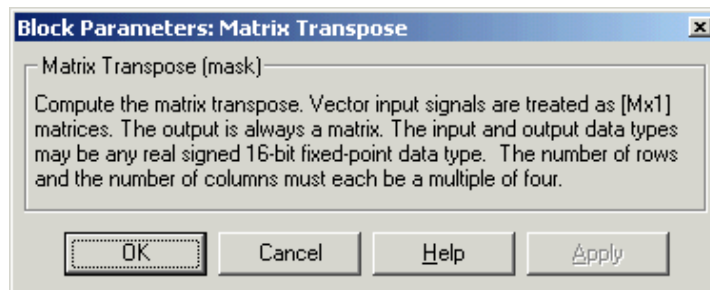 Block Parameters: Matrix Transpose
Matrix Transpose (mask)
Compute the matrix transpose. Vector input signals are treated as [Mx1]
matrices. The output is always a matrix. The input and output data types
may be any real signed 16-bit fixed-point data type.  The number of rows
and the number of columns must each be a multiple of four.
OK Cancel Help Apply